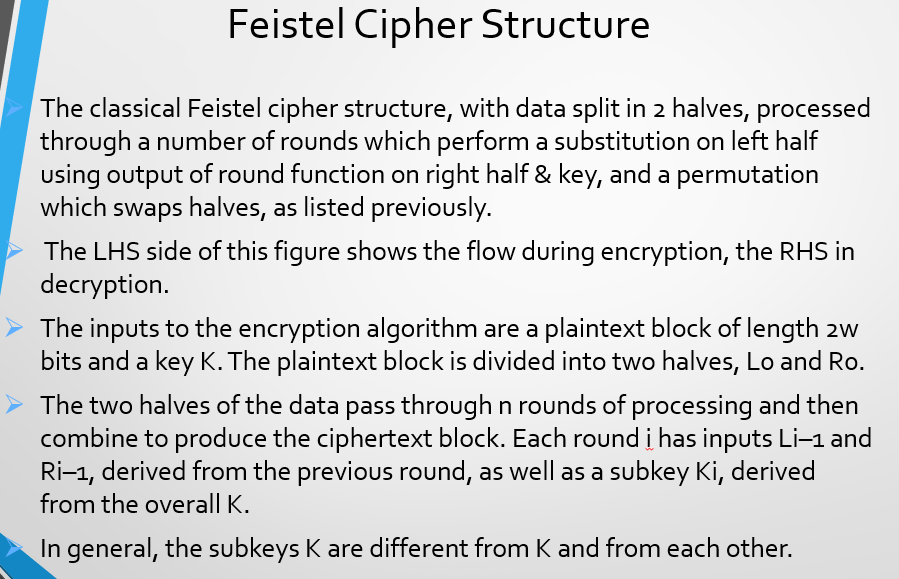 Feistel Cipher Structure
The classical Feistel cipher structure, with data split in 2 halves, processed
through a number of rounds which perform a substitution on left half
using output of round function on right half & key, and a permutation
which swaps halves, as listed previously.
The LHS side of this figure shows the flow during encryption, the RHS in
decryption.
The inputs to the encryption algorithm are a plaintext block of length 2w
bits and a key K. The plaintext block is divided into two halves, L0 and R0.
The two halves of the data pass through n rounds of processing and then
combine to produce the ciphertext block. Each round i has inputs Li–1 and
Ri–1, derived from the previous round, as well as a subkey Ki, derived
from the overall K.
In general, the subkeys K are different from K and from each other.